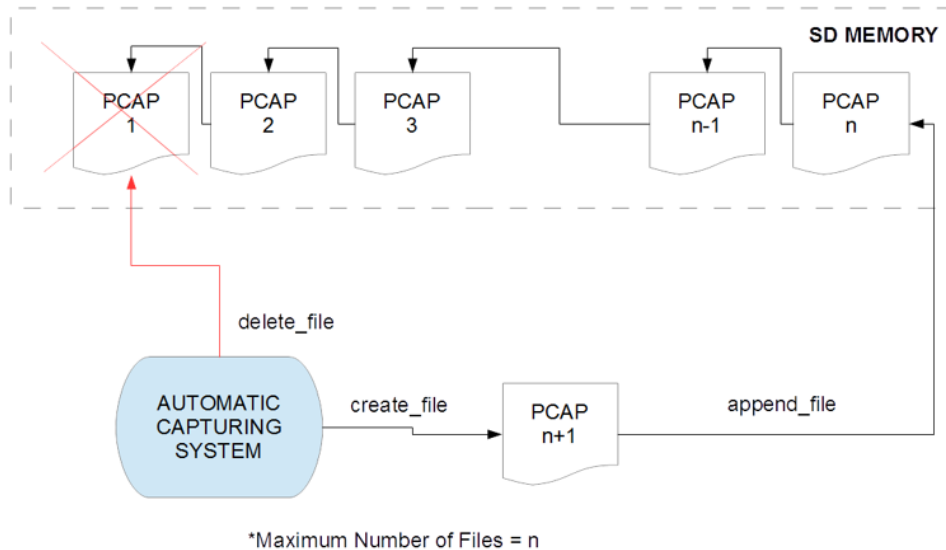 SD MEMORY
PCAP
1
PCAP
2
PCAP
3
PCAP
n-1
PCAP
n
delete_file
AUTOMATIC
CAPTURING
SYSTEM
create_file
PCAP
n+1
append_file
*Maximum Number of Files = n